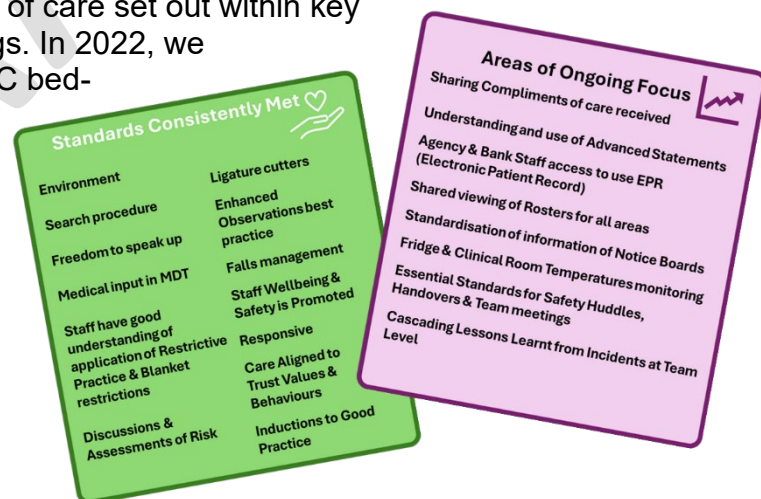 of care set out within key
gs. In 2022, we
C bed-
Standards Consistently Met
Environment
Search procedure
Freedom to speak up
Medical input in MDT
Staff have good
understanding of
application of Restrictive
Practice & Blanket
restrictions
Discussions &
Assessments of Risk
Ligature cutters
Enhanced
Observations best
practice
Falls management
Staff Wellbeing &
Safety is Promoted
Responsive
Care Aligned to
Trust Values &
Behaviours
Inductions to Good
Practice
Areas of Ongoing Focus
Sharing Compliments of care received
Understanding and use of Advanced Statements
Agency & Bank Staff access to use EPR
(Electronic Patient Record)
Shared viewing of Rosters for all areas
Standardisation of information of Notice Boards
Fridge & Clinical Room Temperatures monitoring
Essential Standards for Safety Huddles,
Handovers & Team meetings
Cascading Lessons Learnt from Incidents at Team
Level